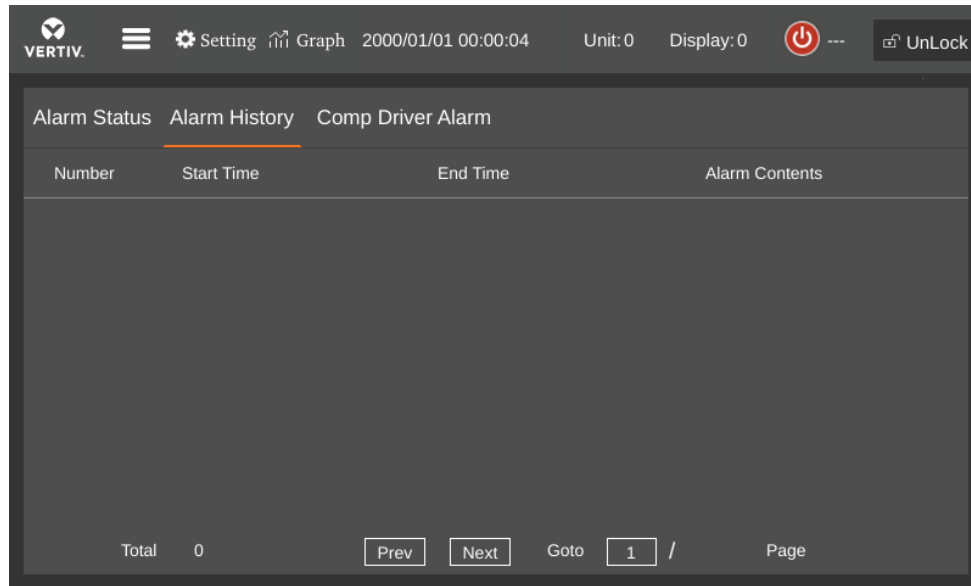 VERTIV. Setting Graph 2000/01/01 00:00:04 Unit: 0 Display: 0 --- UnLock
Alarm Status Alarm History Comp Driver Alarm
Number Start Time End Time Alarm Contents
Total 0 Prev Next Goto 1 / Page